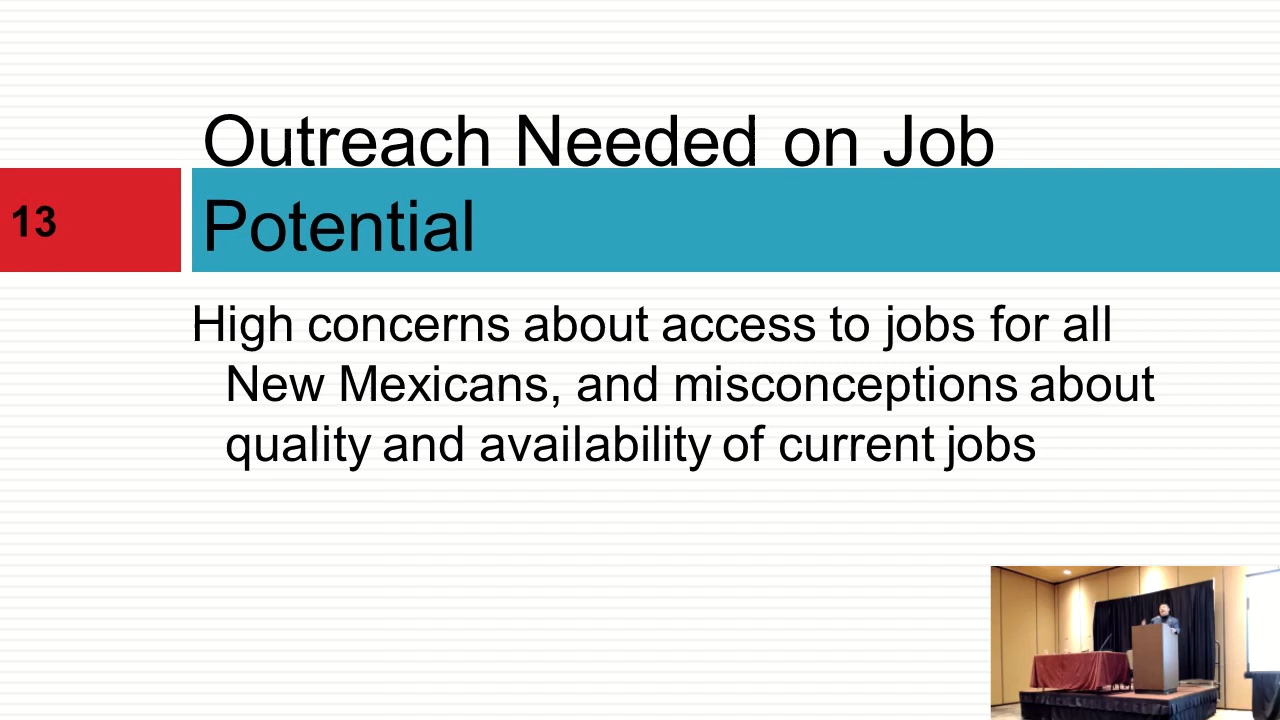 Outreach Needed on Job
Potential
13
High concerns about access to jobs for all
New Mexicans, and misconceptions about
quality and availability of current jobs